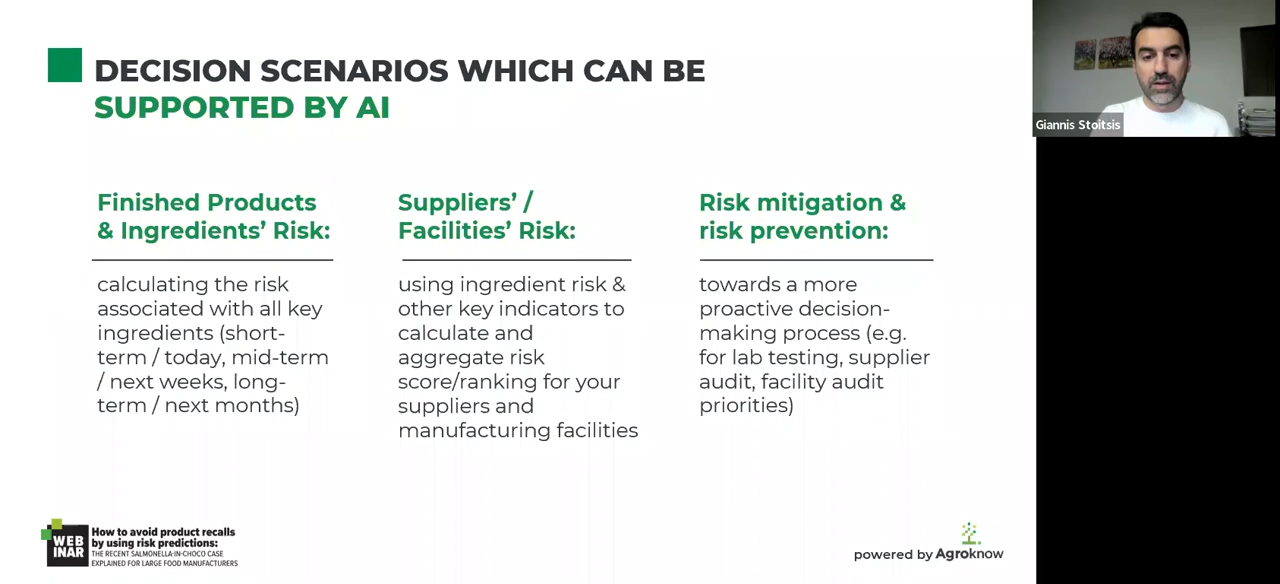 DECISION SCENARIOS WHICH CAN BE
SUPPORTED BY AI
Finished Products
& Ingredients’ Risk:
calculating the risk
associated with all key
ingredients (short-
term / today, mid-term
/ next weeks, long-
term / next months)
Suppliers’ /
Facilities’ Risk:
using ingredient risk &
other key indicators to
calculate and
aggregate risk
score/ranking for your
suppliers and
manufacturing facilities
Risk mitigation &
risk prevention:
towards a more
proactive decision-
making process (e.g.
for lab testing, supplier
audit, facility audit
priorities)
WEB
INAR
How to avoid product recalls
by using risk predictions:
THE RECENT SALMONELLA-IN-CHOCO CASE
EXPLAINED FOR LARGE FOOD MANUFACTURERS
powered by Agroknow
Giannis Stoitsis